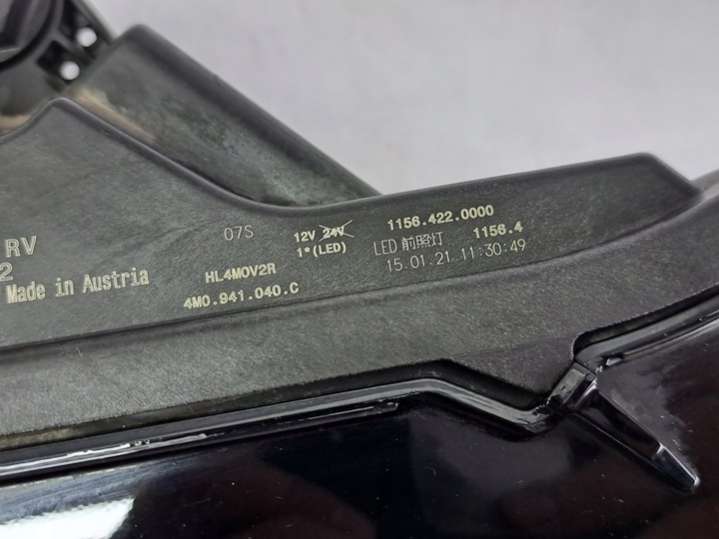 RV
2
Made in Austria
07S
12V 24V
1*(LED)
HL4MOV2R
4M0.941.040.C
1156.422.0000
LED 前照灯 1156.4
15.01.21 11:30:49